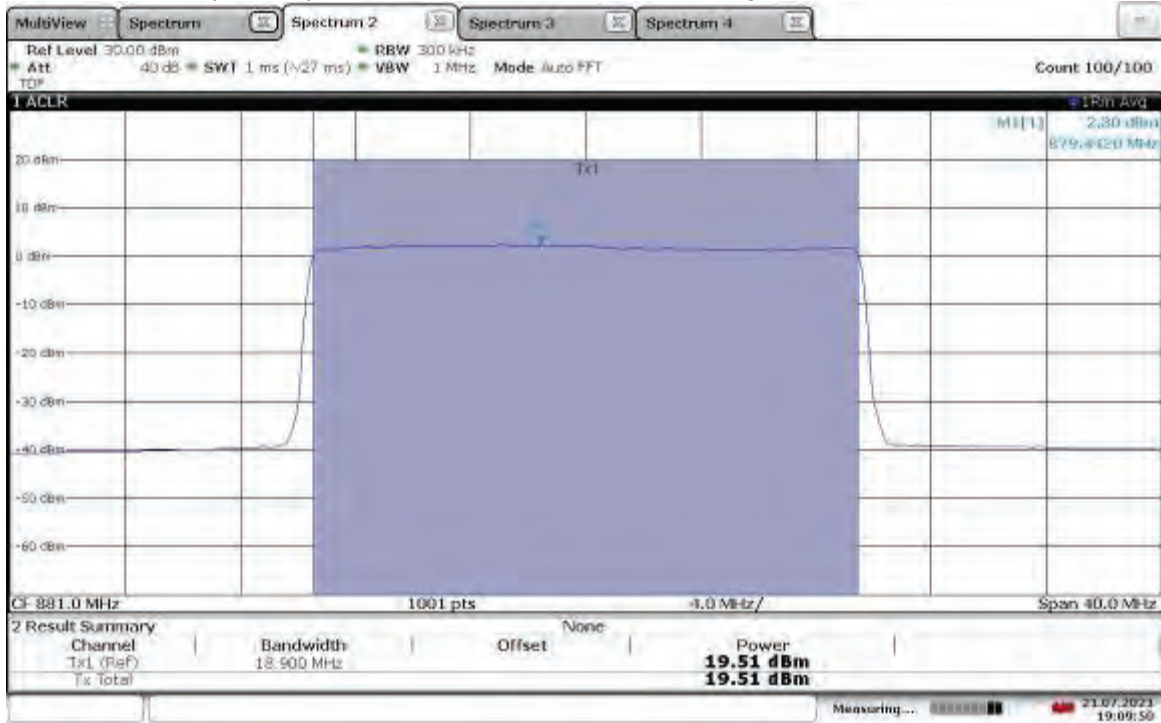 MultiView Spectrum Spectrum 2 Spectrum 3 Spectrum 4
Ref Level 30.00 dBm RBW 300 kHz
Att 40 dB SWT 1 ms (~27 ms) VBW 1 MHz Mode Auto FFT Count 100/100
TDF
1 ACLR 1Rm Avg
M1[1] 2.30 dBm
879.4420 MHz
20 dBm
Tx1
10 dBm
0 dBm
-10 dBm
-20 dBm
-30 dBm
-40 dBm
-50 dBm
-60 dBm
CF 881.0 MHz 1001 pts 4.0 MHz/ Span 40.0 MHz
2 Result Summary None
Channel Bandwidth Offset Power
Tx1 (Ref) 18.900 MHz 19.51 dBm
Tx Total 19.51 dBm
Measuring... 21.07.2023
19:09:50